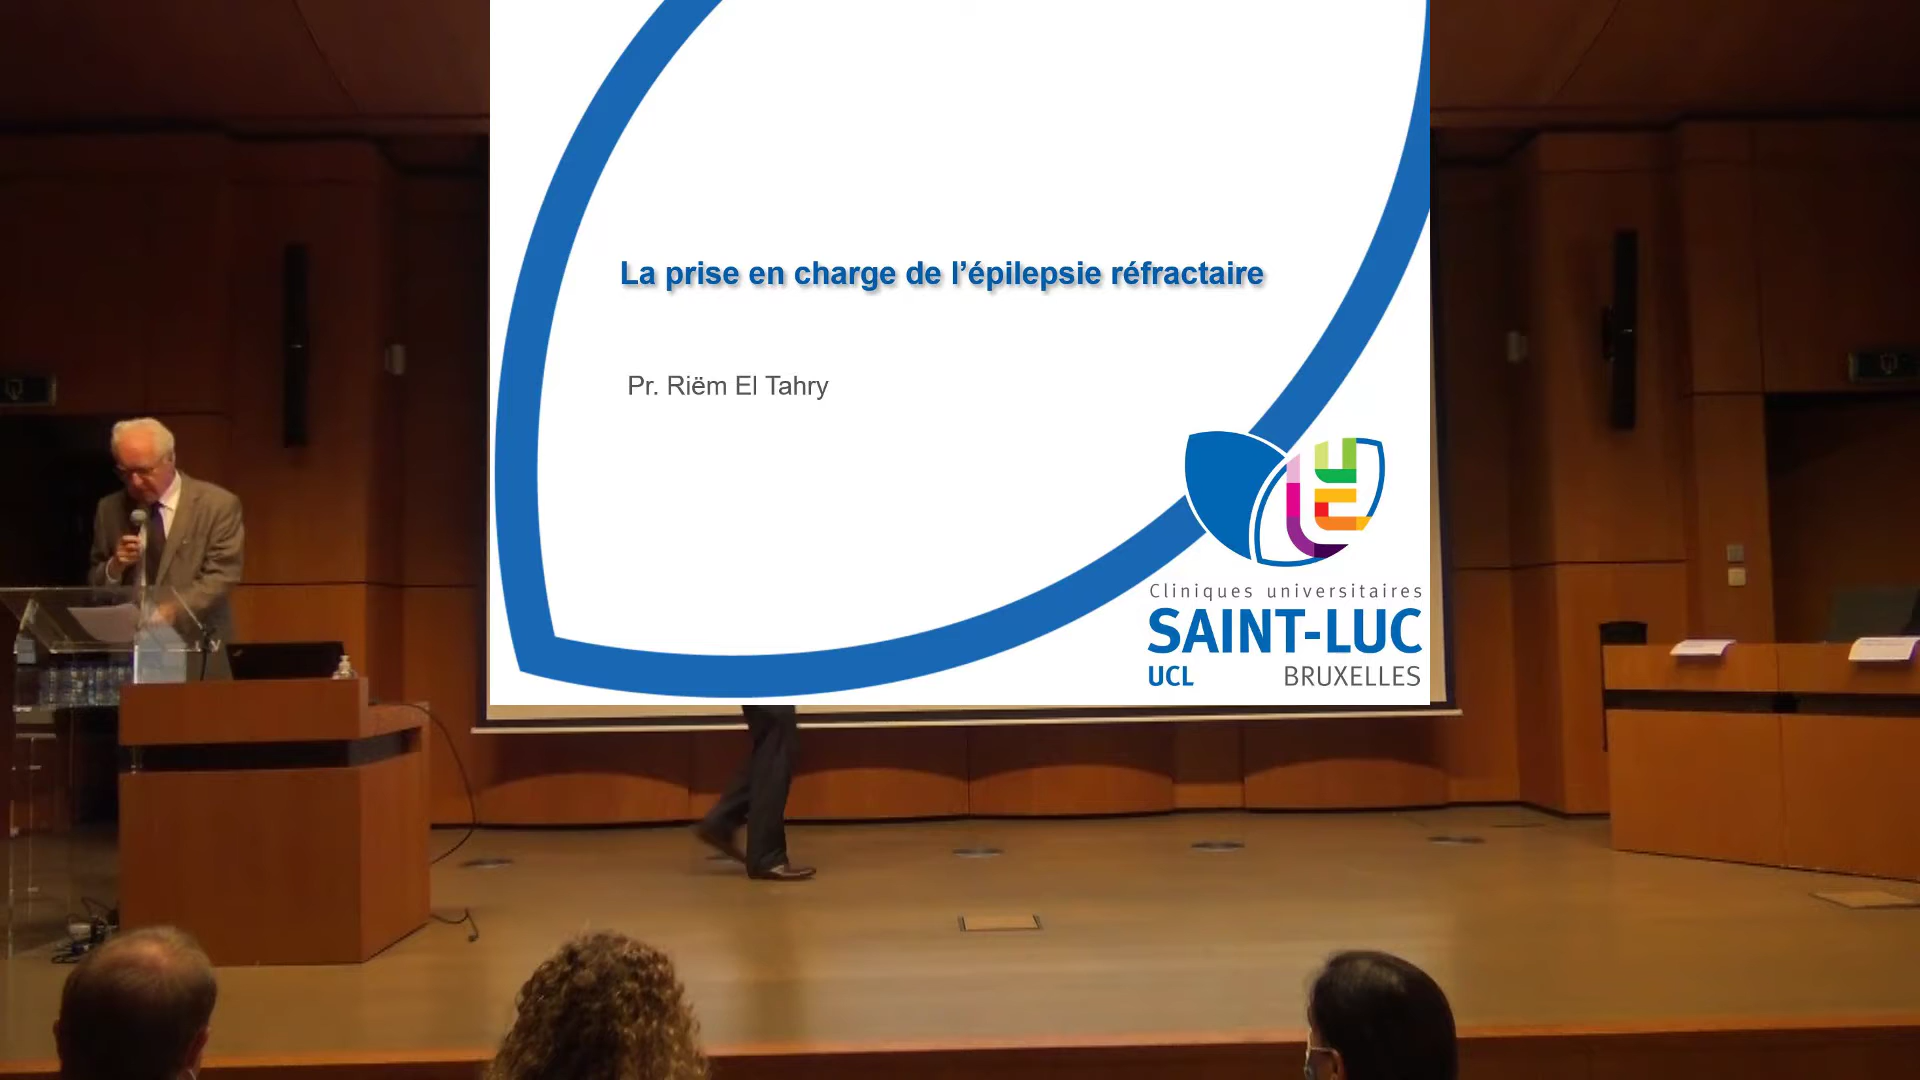 La prise en charge de l’épilepsie réfractaire
Pr. Riëm El Tahry
Cliniques universitaires
SAINT-LUC
UCL BRUXELLES